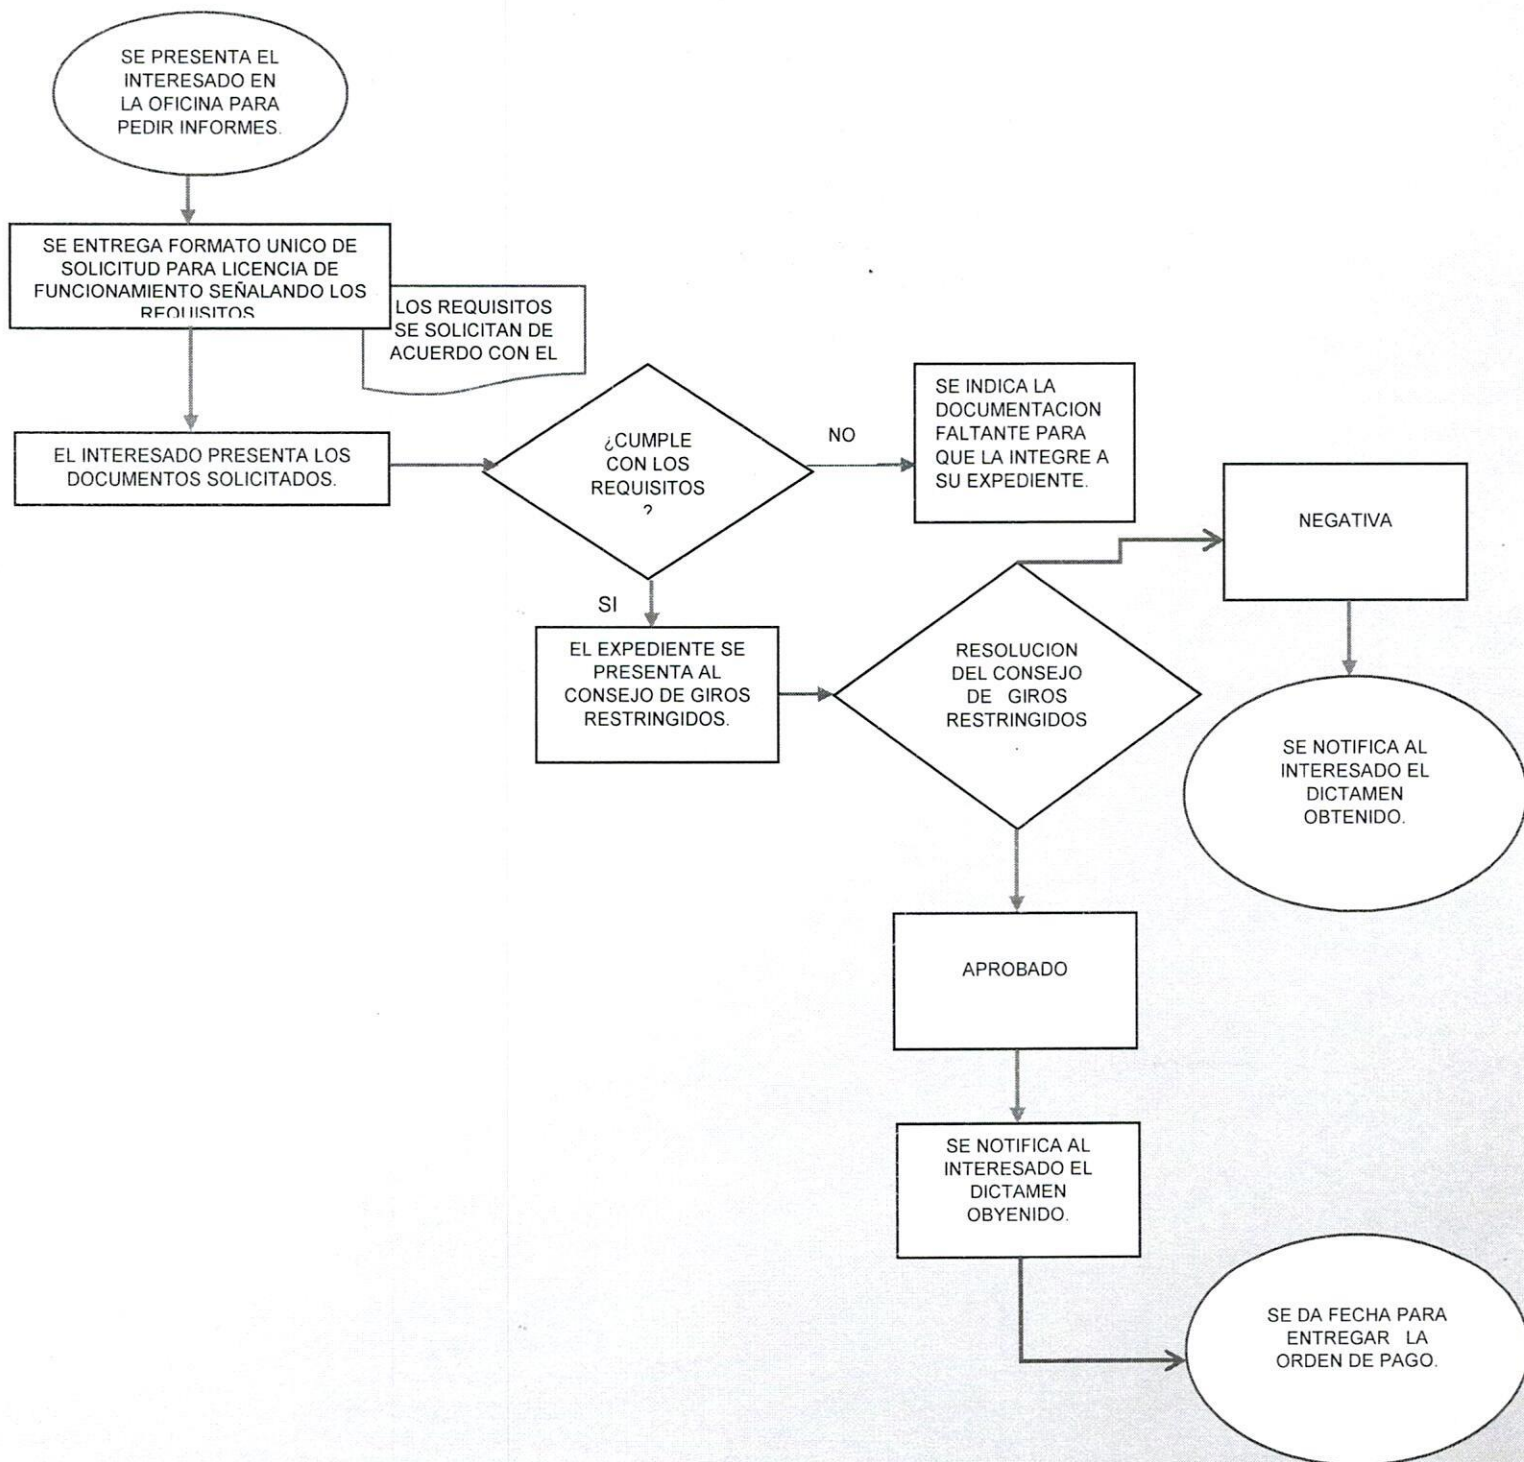 SE PRESENTA EL
INTERESADO EN
LA OFICINA PARA
PEDIR INFORMES.
SE ENTREGA FORMATO UNICO DE
SOLICITUD PARA LICENCIA DE
FUNCIONAMIENTO SEÑALANDO LOS
REQUISITOS
LOS REQUISITOS
SE SOLICITAN DE
ACUERDO CON EL
EL INTERESADO PRESENTA LOS
DOCUMENTOS SOLICITADOS.
¿CUMPLE
CON LOS
REQUISITOS
?
NO
SE INDICA LA
DOCUMENTACION
FALTANTE PARA
QUE LA INTEGRE A
SU EXPEDIENTE.
SI
EL EXPEDIENTE SE
PRESENTA AL
CONSEJO DE GIROS
RESTRINGIDOS.
RESOLUCION
DEL CONSEJO
DE GIROS
RESTRINGIDOS
.
NEGATIVA
SE NOTIFICA AL
INTERESADO EL
DICTAMEN
OBTENIDO.
APROBADO
SE NOTIFICA AL
INTERESADO EL
DICTAMEN
OBYENIDO.
SE DA FECHA PARA
ENTREGAR LA
ORDEN DE PAGO.